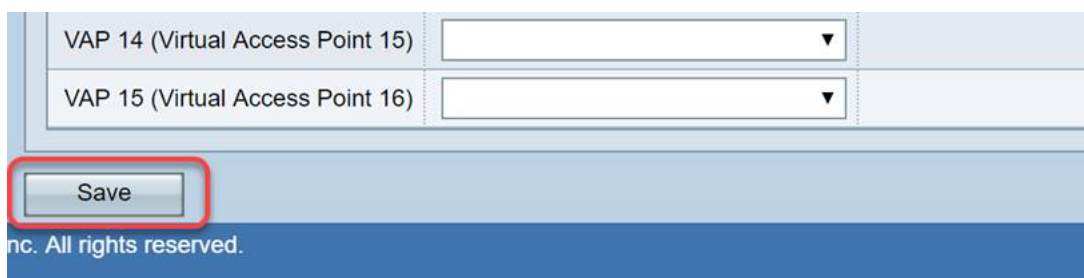 VAP 14 (Virtual Access Point 15)
VAP 15 (Virtual Access Point 16)
Save
nc. All rights reserved.